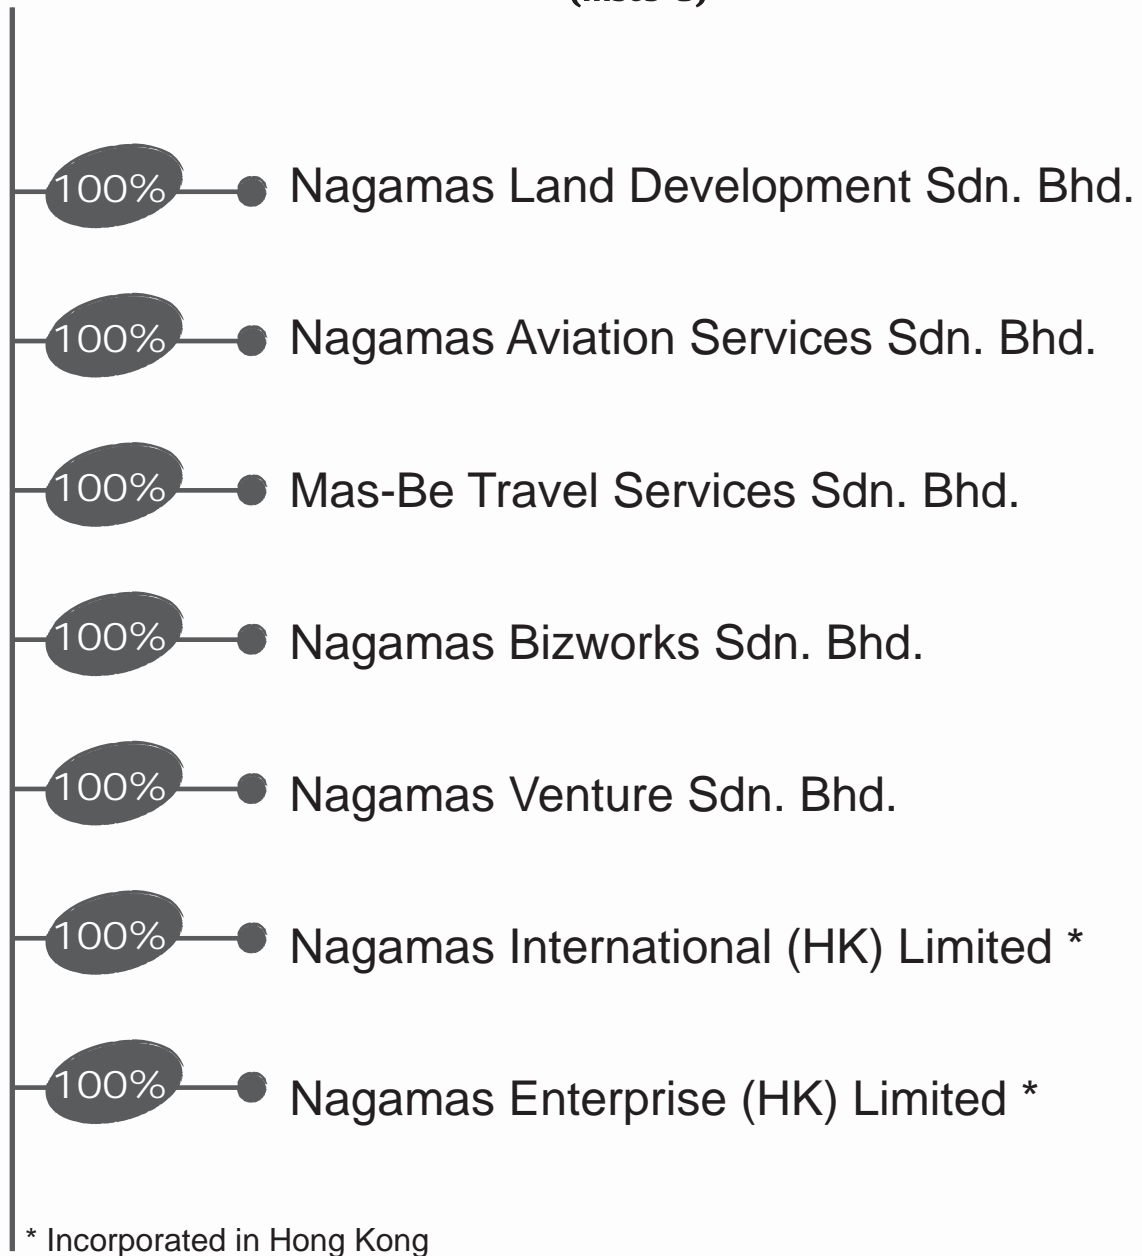 100% Nagamas Land Development Sdn. Bhd.
100% Nagamas Aviation Services Sdn. Bhd.
100% Mas-Be Travel Services Sdn. Bhd.
100% Nagamas Bizworks Sdn. Bhd.
100% Nagamas Venture Sdn. Bhd.
100% Nagamas International (HK) Limited *
100% Nagamas Enterprise (HK) Limited *
* Incorporated in Hong Kong